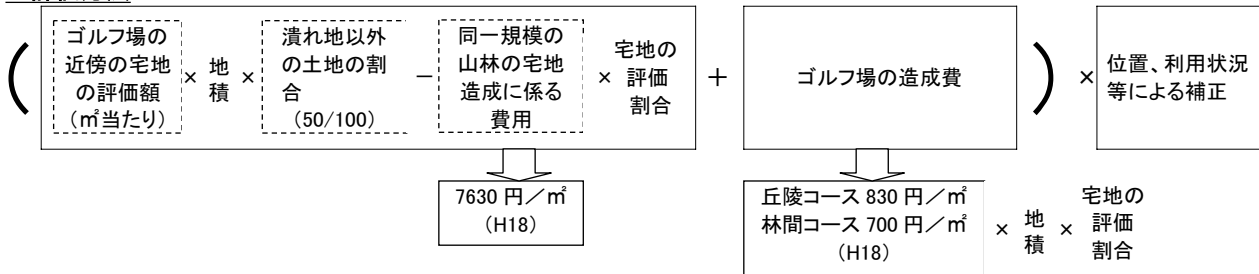 (
ゴルフ場の
近傍の宅地
の評価額
(㎡当たり)
×
地
積
×
潰れ地以外
の土地の割
合
(50/100)
－
同一規模の
山林の宅地
造成に係る
費用
×
宅地の
評価
割合
＋
ゴルフ場の造成費
)
×
位置、利用状況
等による補正
7630 円／㎡
(H18)
丘陵コース 830 円／㎡
林間コース 700 円／㎡
(H18)
×
地
積
×
宅地の
評価
割合